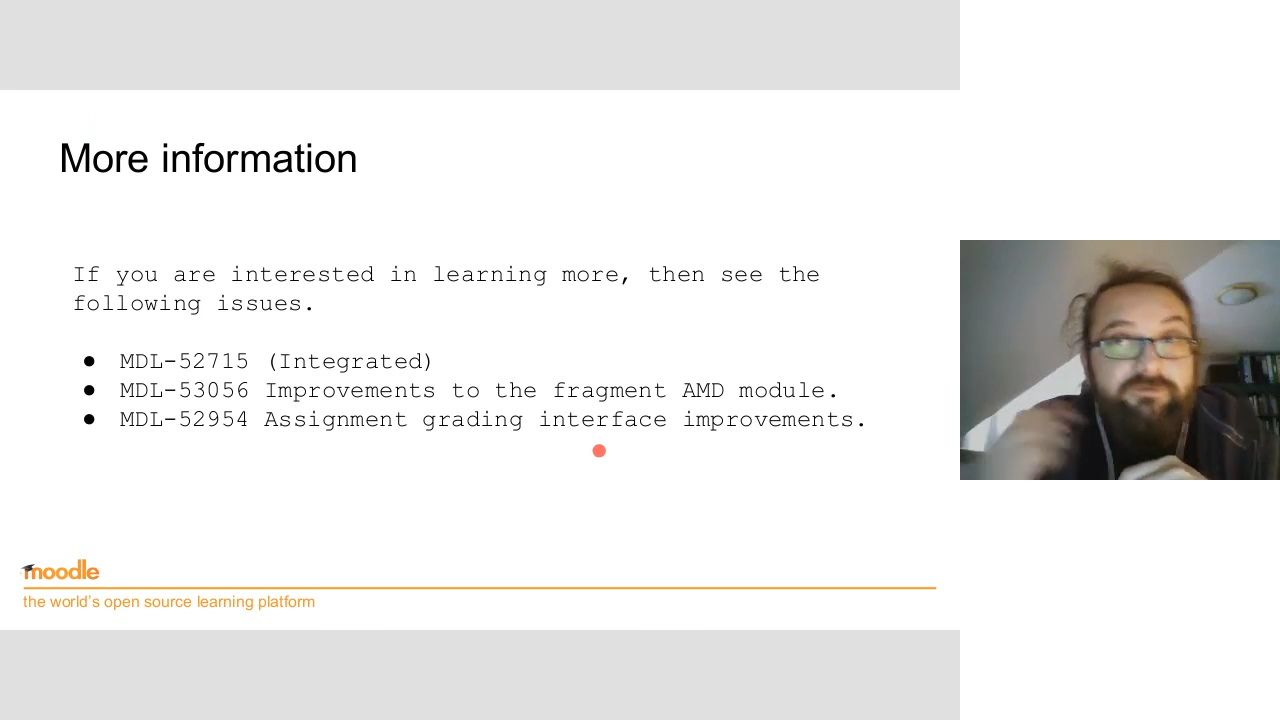 More information
If you are interested in learning more, then see the
following issues.
● MDL-52715 (Integrated)
● MDL-53056 Improvements to the fragment AMD module.
● MDL-52954 Assignment grading interface improvements.
moodle
the world's open source learning platform